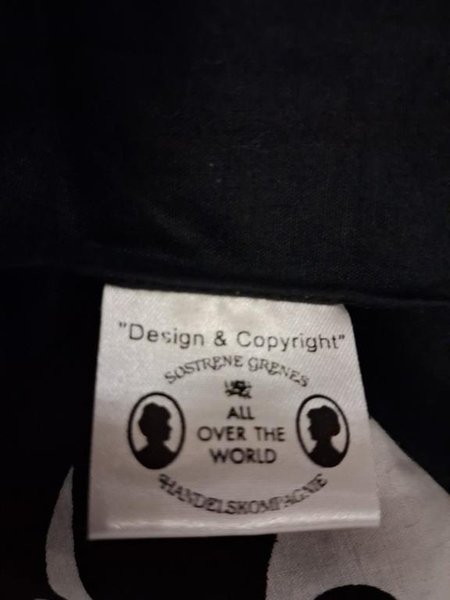 "Design & Copyright"
SOSTRENE GRENES
ALL
OVER THE
WORLD
HANDELSKOMPAGNIE